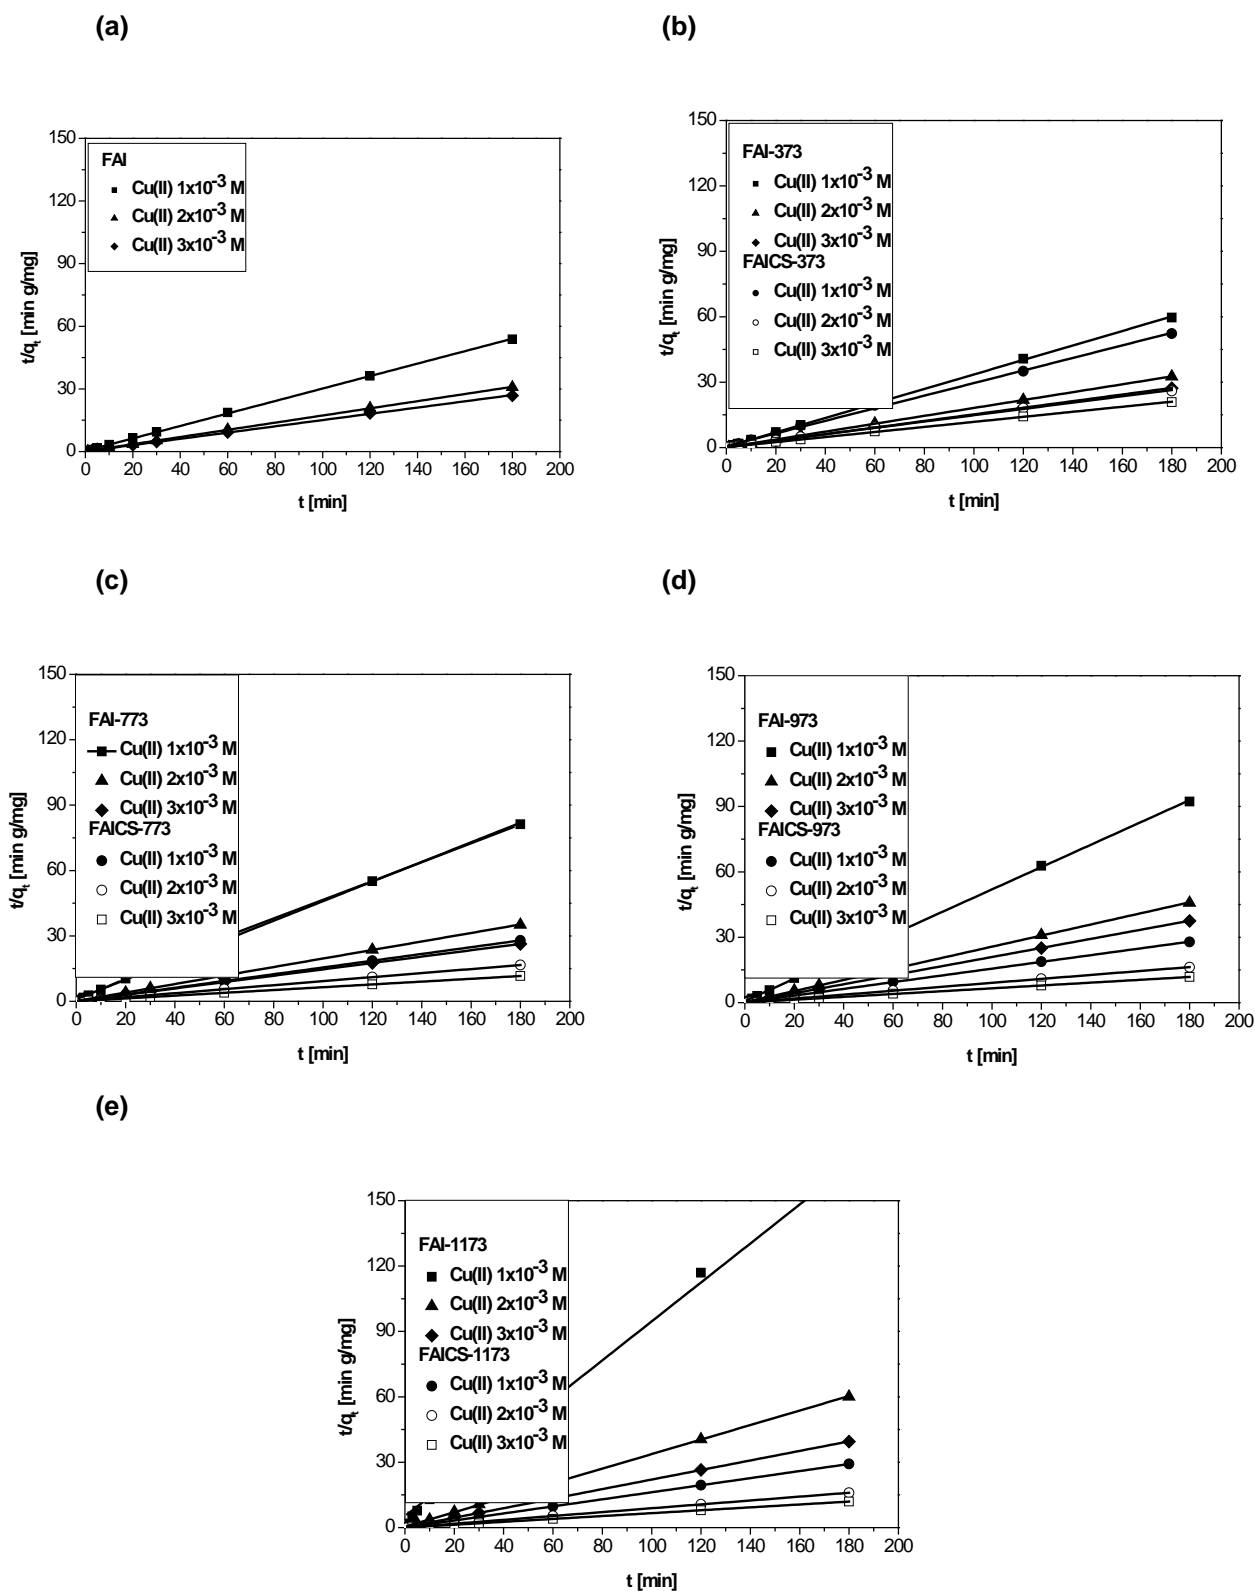 (a)
150
120
90
60
30
0
t/qt [min g/mg]
FAI
Cu(II) 1x10-3 M
Cu(II) 2x10-3 M
Cu(II) 3x10-3 M
0 20 40 60 80 100 120 140 160 180 200
t [min]
(b)
150
120
90
60
30
0
t/qt [min g/mg]
FAI-373
Cu(II) 1x10-3 M
Cu(II) 2x10-3 M
Cu(II) 3x10-3 M
FAICS-373
Cu(II) 1x10-3 M
Cu(II) 2x10-3 M
Cu(II) 3x10-3 M
0 20 40 60 80 100 120 140 160 180 200
t [min]
(c)
150
120
90
60
30
0
t/qt [min g/mg]
FAI-773
Cu(II) 1x10-3 M
Cu(II) 2x10-3 M
Cu(II) 3x10-3 M
FAICS-773
Cu(II) 1x10-3 M
Cu(II) 2x10-3 M
Cu(II) 3x10-3 M
0 20 40 60 80 100 120 140 160 180 200
t [min]
(d)
150
120
90
60
30
0
t/qt [min g/mg]
FAI-973
Cu(II) 1x10-3 M
Cu(II) 2x10-3 M
Cu(II) 3x10-3 M
FAICS-973
Cu(II) 1x10-3 M
Cu(II) 2x10-3 M
Cu(II) 3x10-3 M
0 20 40 60 80 100 120 140 160 180 200
t [min]
(e)
150
120
90
60
30
0
t/qt [min g/mg]
FAI-1173
Cu(II) 1x10-3 M
Cu(II) 2x10-3 M
Cu(II) 3x10-3 M
FAICS-1173
Cu(II) 1x10-3 M
Cu(II) 2x10-3 M
Cu(II) 3x10-3 M
0 20 40 60 80 100 120 140 160 180 200
t [min]